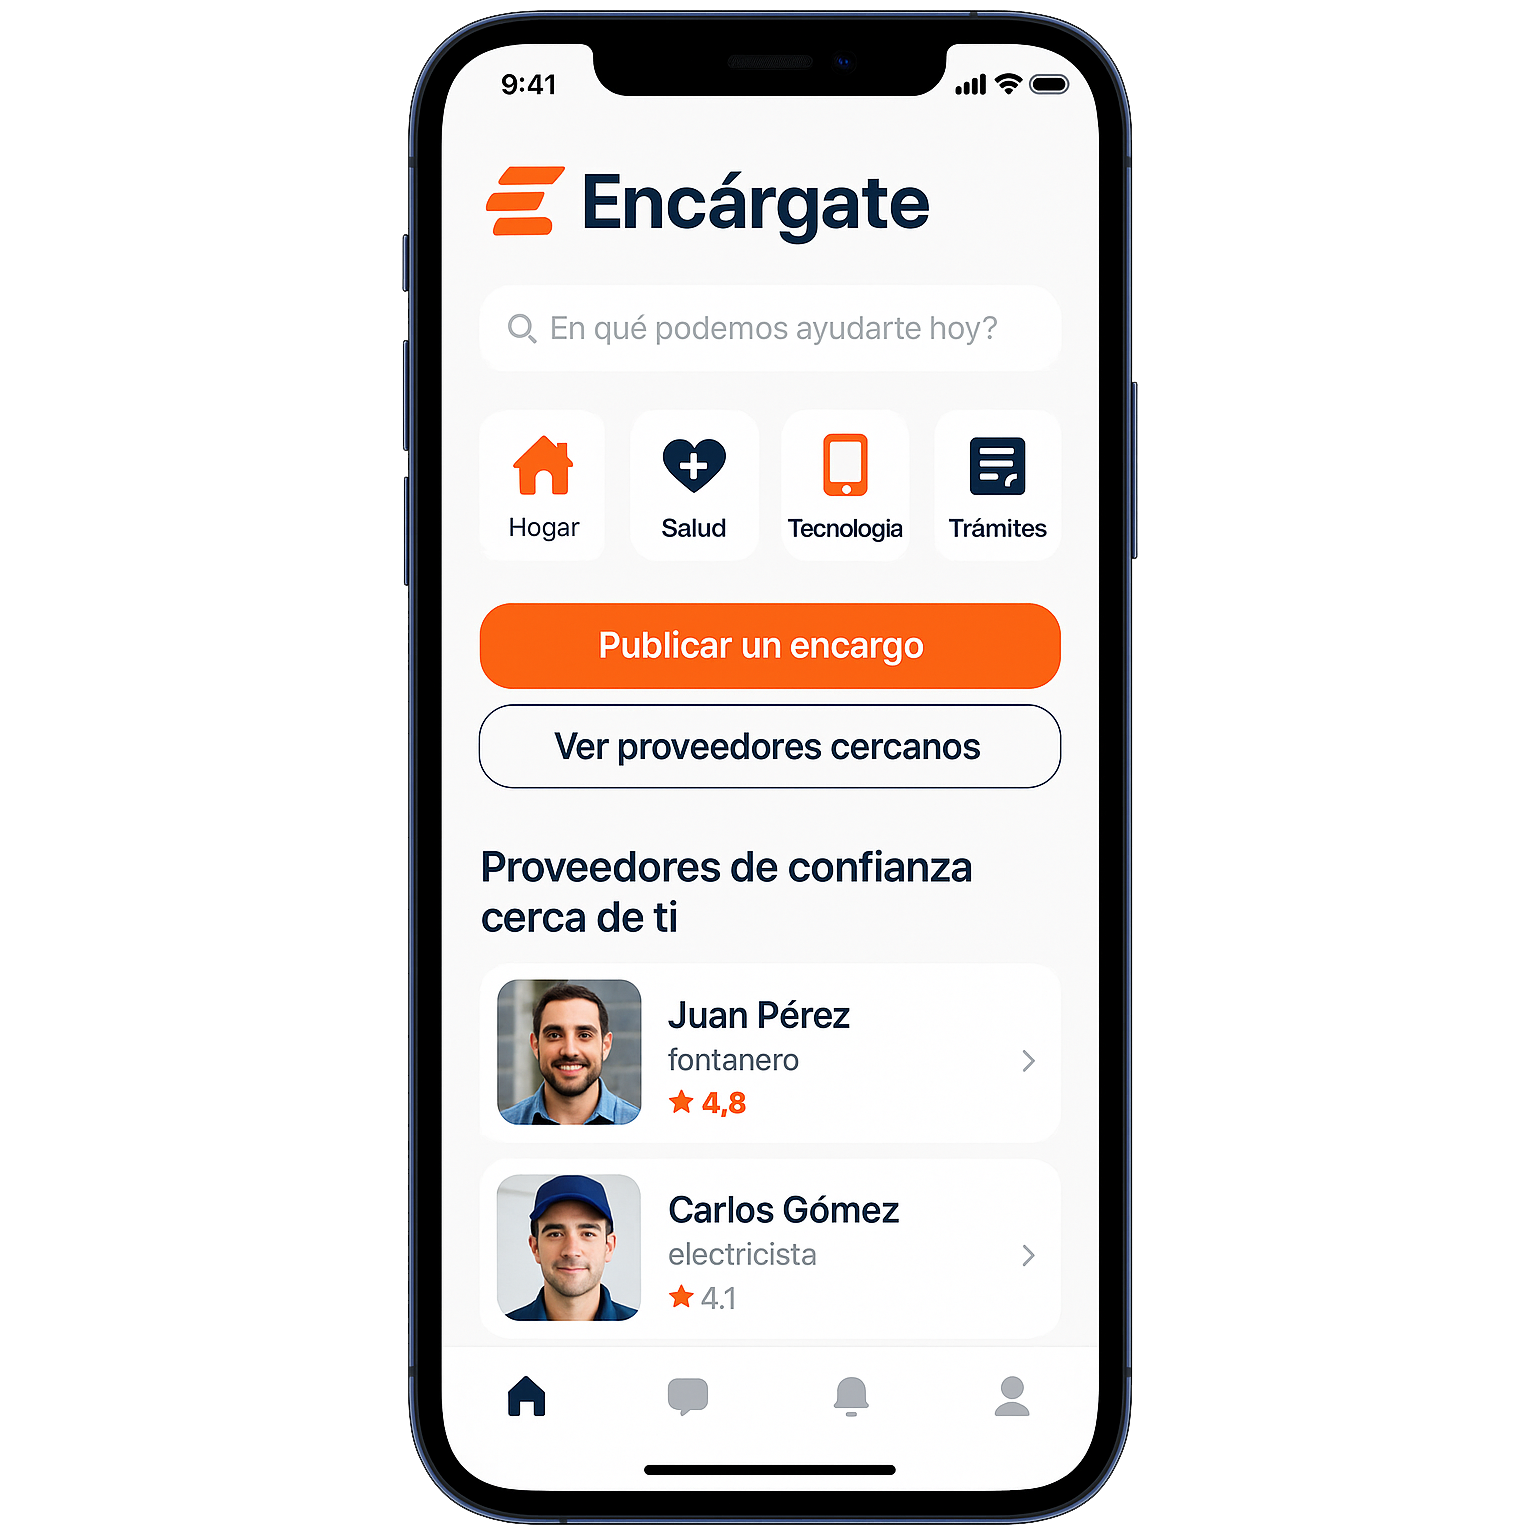 9:41
Encárgate
En qué podemos ayudarte hoy?
Hogar
Salud
Tecnologia
Trámites
Publicar un encargo
Ver proveedores cercanos
Proveedores de confianza
cerca de ti
Juan Pérez
fontanero
4,8
Carlos Gómez
electricista
4.1